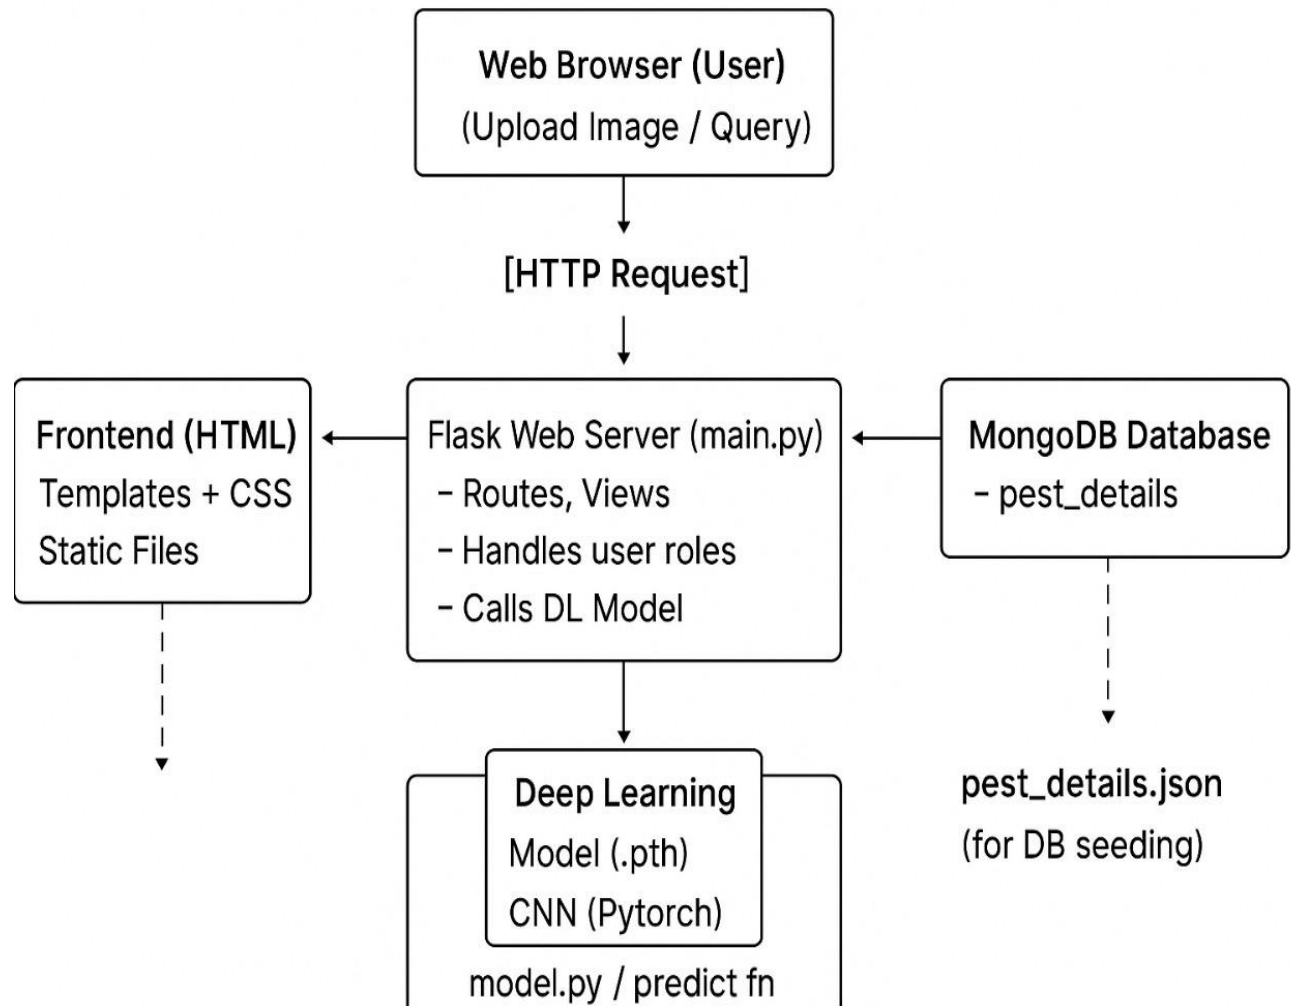 Web Browser (User)
(Upload Image / Query)
[HTTP Request]
Frontend (HTML)
Templates + CSS
Static Files
Flask Web Server (main.py)
– Routes, Views
– Handles user roles
– Calls DL Model
MongoDB Database
– pest_details
Deep Learning
Model (.pth)
CNN (Pytorch)
model.py / predict fn
pest_details.json
(for DB seeding)